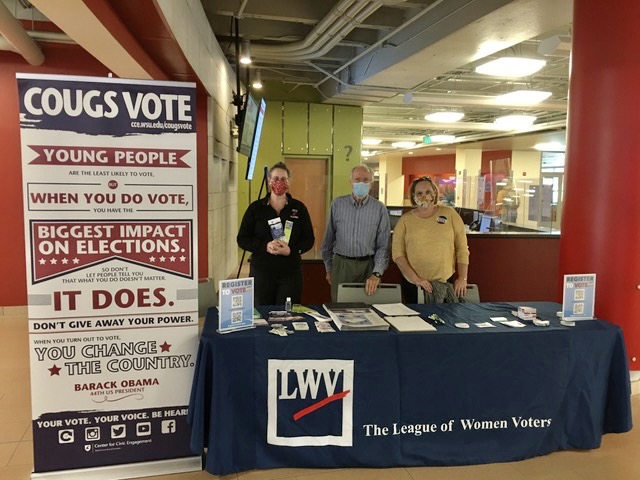 COUGS VOTE
cce.wsu.edu/cougsvote
YOUNG PEOPLE
ARE THE LEAST LIKELY TO VOTE.
BUT
WHEN YOU DO VOTE,
YOU HAVE THE
BIGGEST IMPACT
ON ELECTIONS.
SO DON'T
LET PEOPLE TELL YOU
THAT WHAT YOU DO DOESN'T MATTER.
IT DOES.
DON'T GIVE AWAY YOUR POWER.
WHEN YOU TURN OUT TO VOTE,
YOU CHANGE
THE COUNTRY.
BARACK OBAMA
44TH US PRESIDENT
YOUR VOTE. YOUR VOICE. BE HEARD
Center for Civic Engagement
REGISTER
VOTE
LWV
The League of Women Voters
REGISTER
VOTE
?